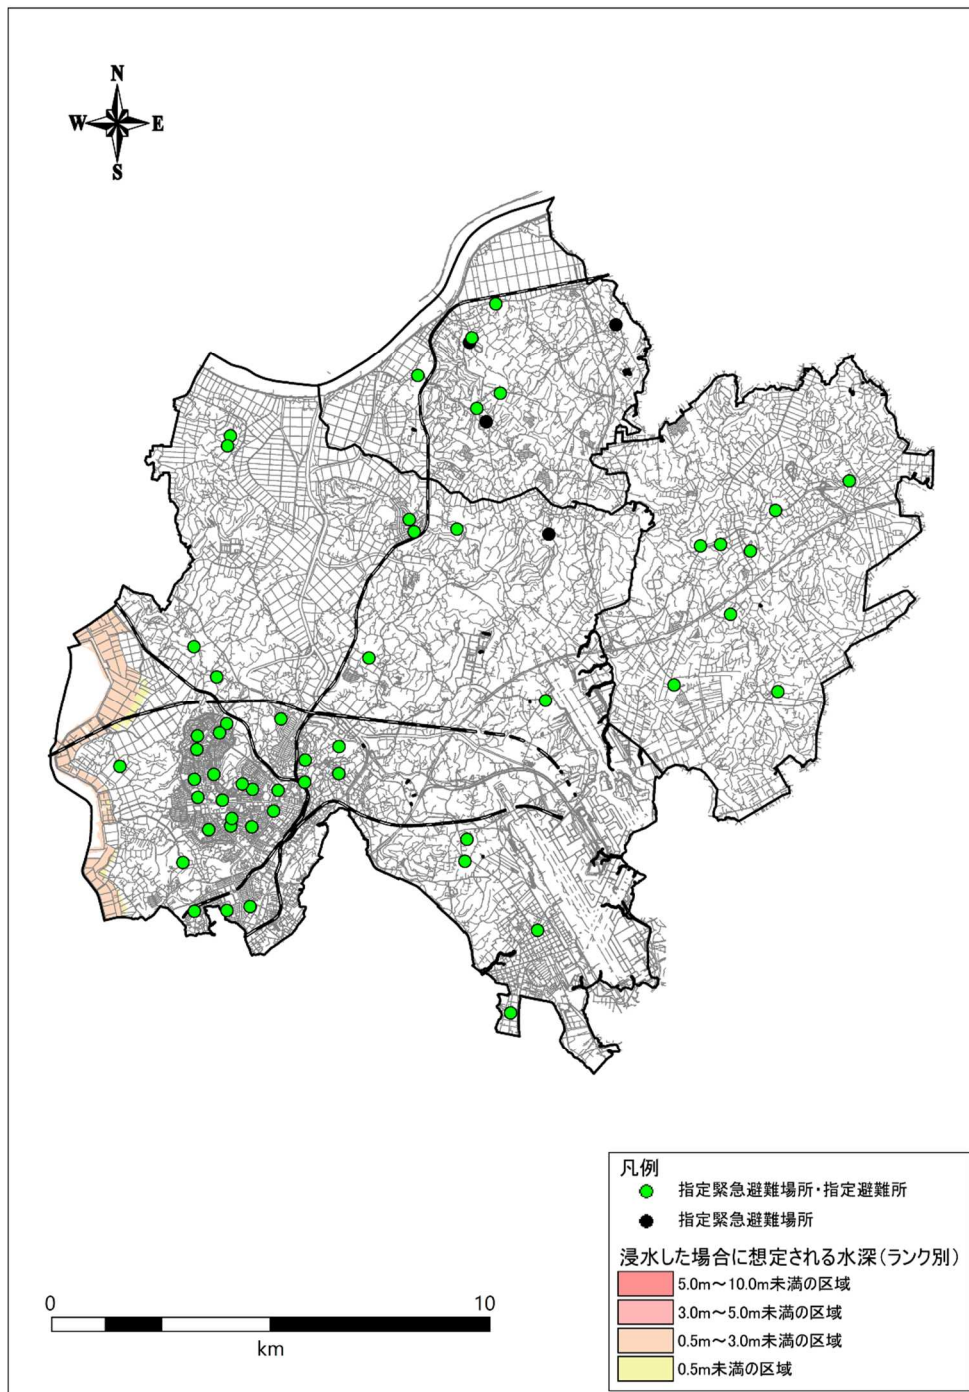 N
W E
S
凡例
指定緊急避難場所・指定避難所
指定緊急避難場所
浸水した場合に想定される水深(ランク別)
5.0m～10.0m未満の区域
3.0m～5.0m未満の区域
0.5m～3.0m未満の区域
0.5m未満の区域
0 10
km